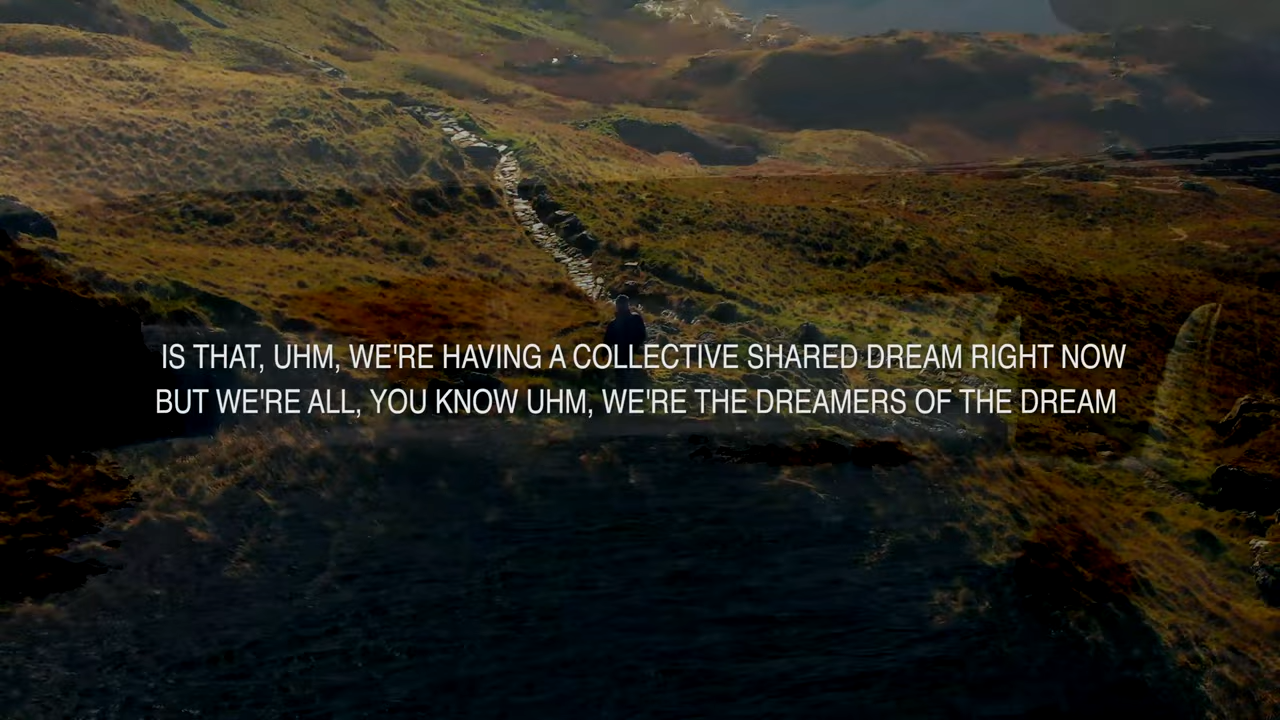 IS THAT, UHM, WE'RE HAVING A COLLECTIVE SHARED DREAM RIGHT NOW
BUT WE'RE ALL, YOU KNOW UHM, WE'RE THE DREAMERS OF THE DREAM